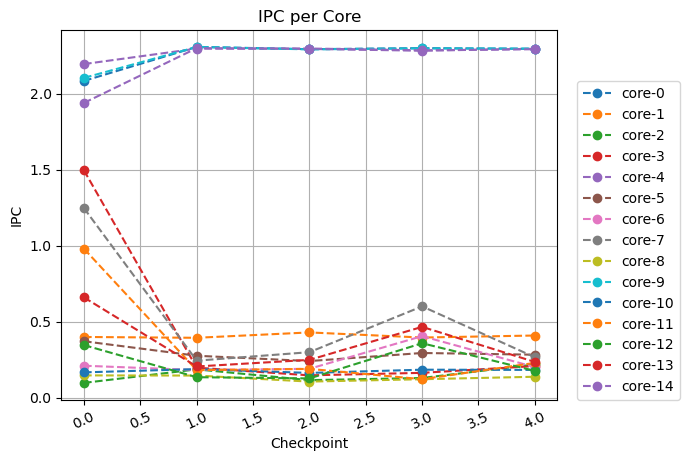 IPC per Core
IPC
2.0
1.5
1.0
0.5
0.0
0.0
0.5
1.0
1.5
2.0
2.5
3.0
3.5
4.0
Checkpoint
core-0
core-1
core-2
core-3
core-4
core-5
core-6
core-7
core-8
core-9
core-10
core-11
core-12
core-13
core-14